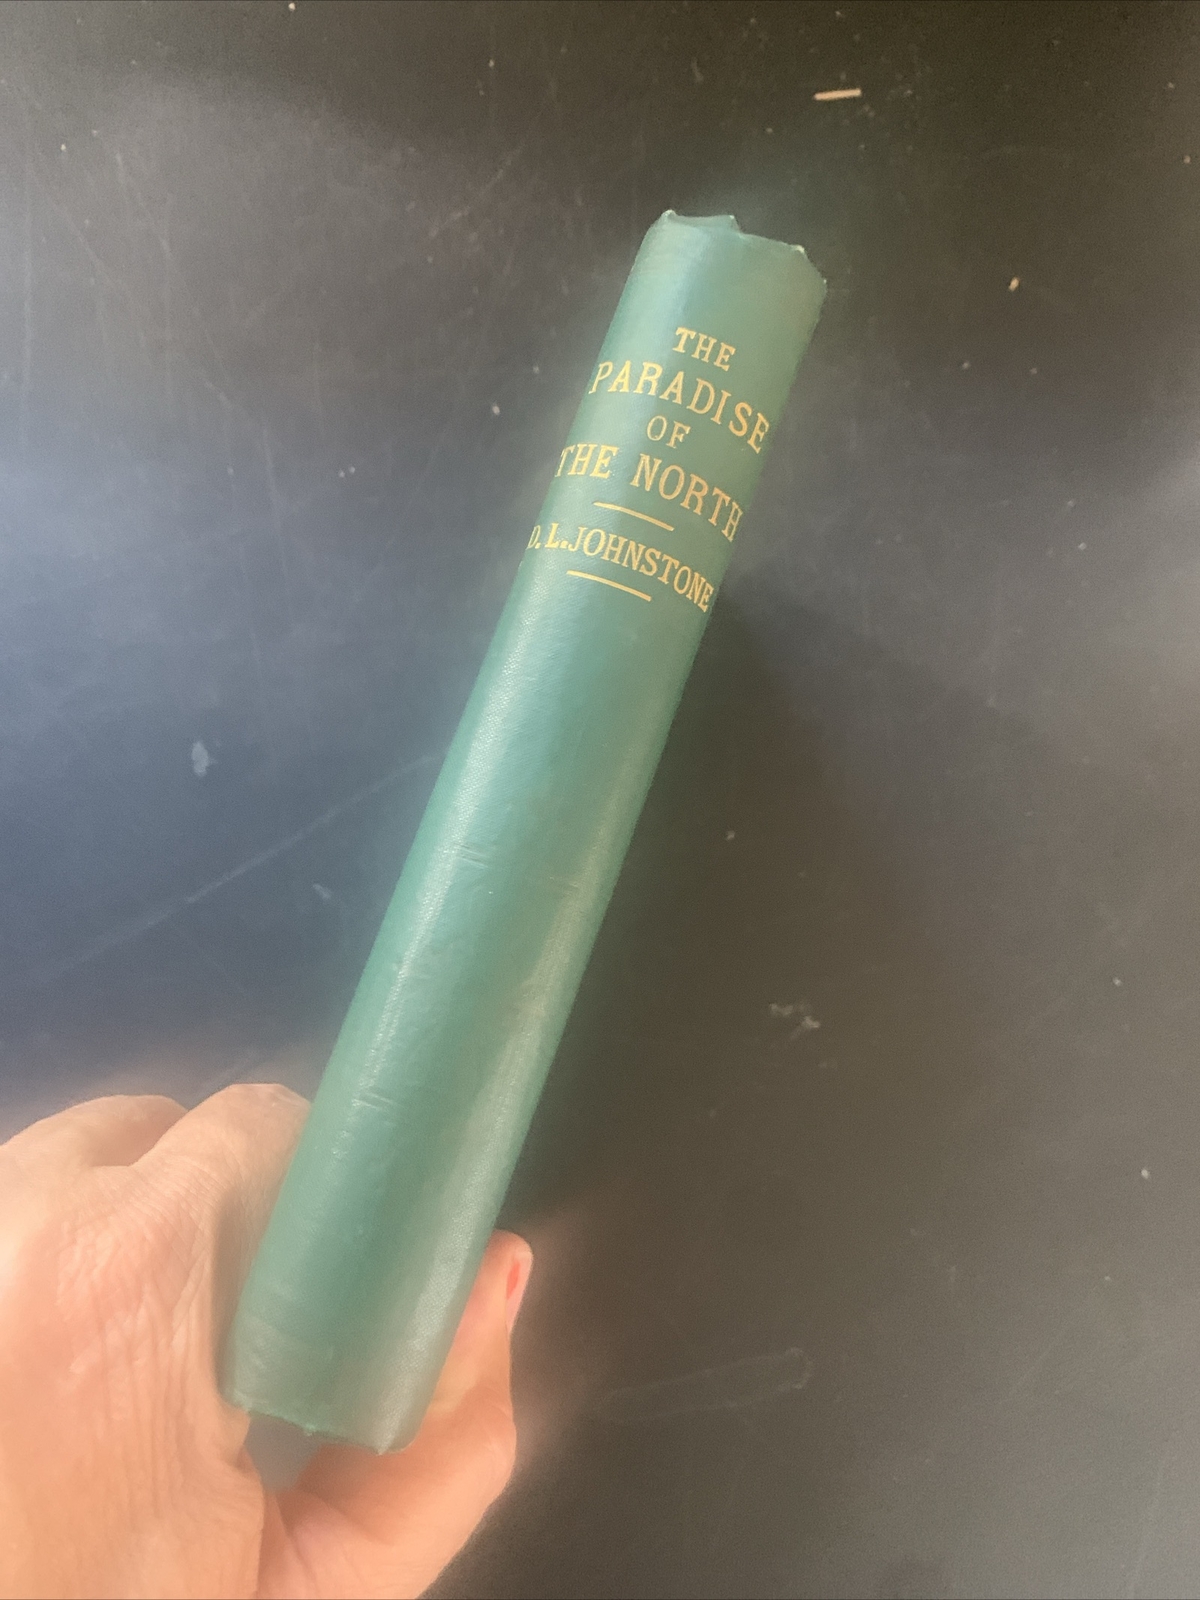 THE
PARADISE
OF
THE NORTH
D. L. JOHNSTONE